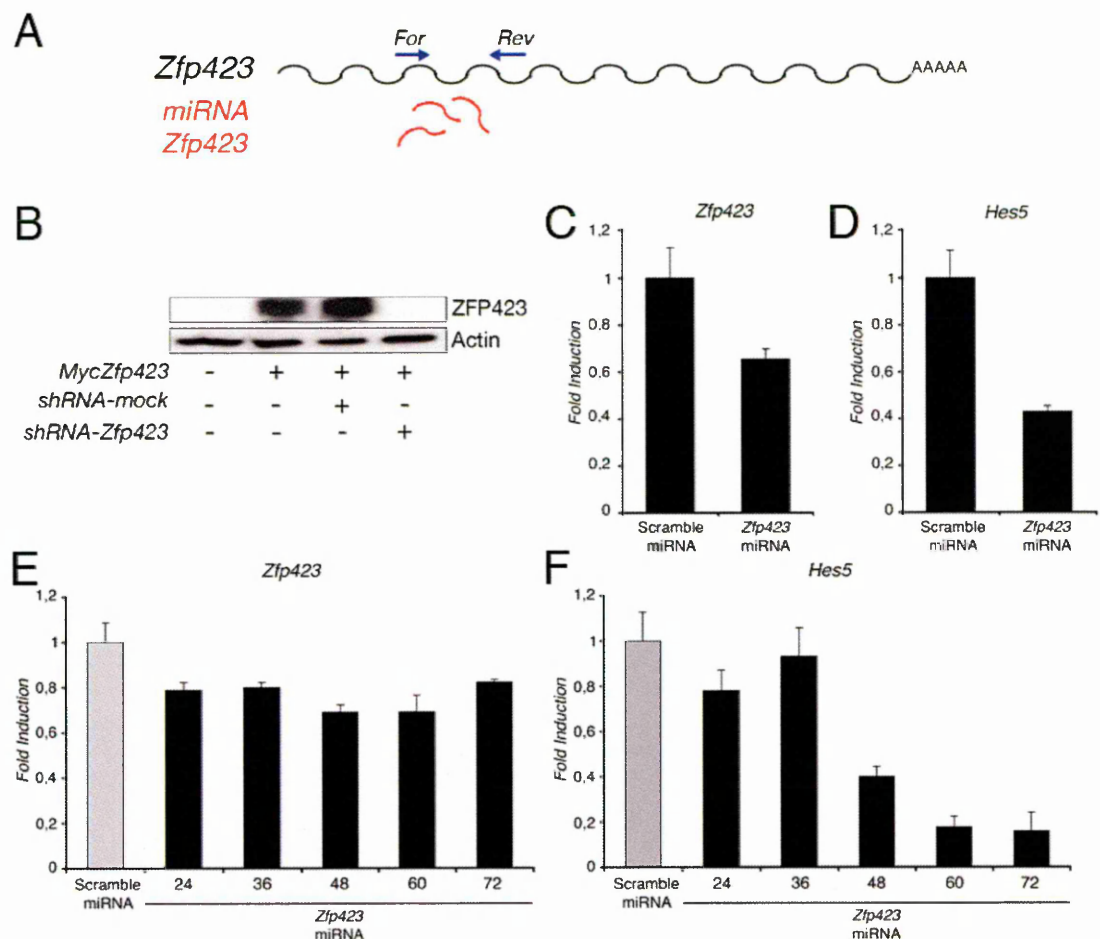 A
For Rev
Zfp423
AAAAA
miRNA
Zfp423
B
ZFP423
Actin
MycZfp423 - + + +
shRNA-mock - - + -
shRNA-Zfp423 - - - +
C
Zfp423
Fold Induction
1,2
1
0,8
0,6
0,4
0,2
0
Scramble
miRNA
Zfp423
miRNA
D
Hes5
Fold Induction
1,2
1
0,8
0,6
0,4
0,2
0
Scramble
miRNA
Zfp423
miRNA
E
Zfp423
Fold Induction
1,2
1
0,8
0,6
0,4
0,2
0
Scramble
miRNA
24 36 48 60 72
Zfp423
miRNA
F
Hes5
Fold Induction
1,2
1
0,8
0,6
0,4
0,2
0
Scramble
miRNA
24 36 48 60 72
Zfp423
miRNA